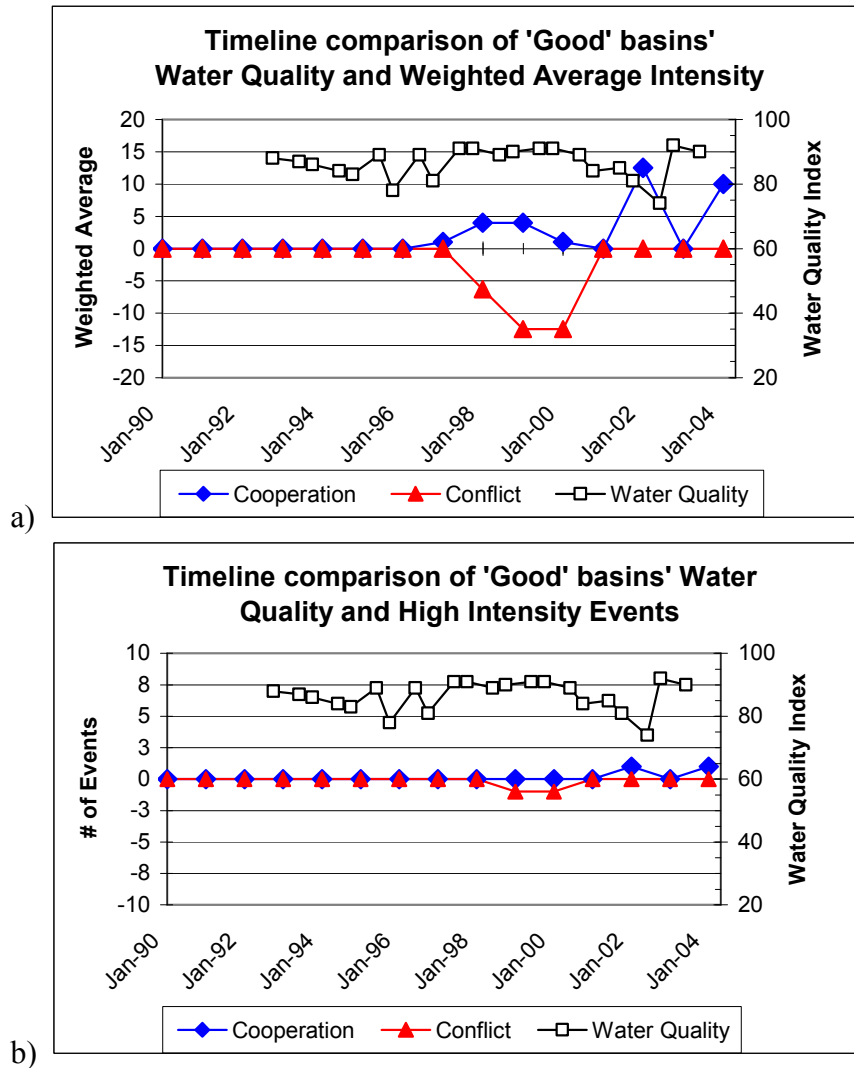 Timeline comparison of 'Good' basins'
Water Quality and Weighted Average Intensity
Weighted Average
20
15
10
5
0
-5
-10
-15
-20
100
80
60
40
20
Water Quality Index
Jan-90
Jan-92
Jan-94
Jan-96
Jan-98
Jan-00
Jan-02
Jan-04
Cooperation Conflict Water Quality
a)
Timeline comparison of 'Good' basins' Water
Quality and High Intensity Events
# of Events
10
8
5
3
0
-3
-5
-8
-10
100
80
60
40
20
Water Quality Index
Jan-90
Jan-92
Jan-94
Jan-96
Jan-98
Jan-00
Jan-02
Jan-04
Cooperation Conflict Water Quality
b)